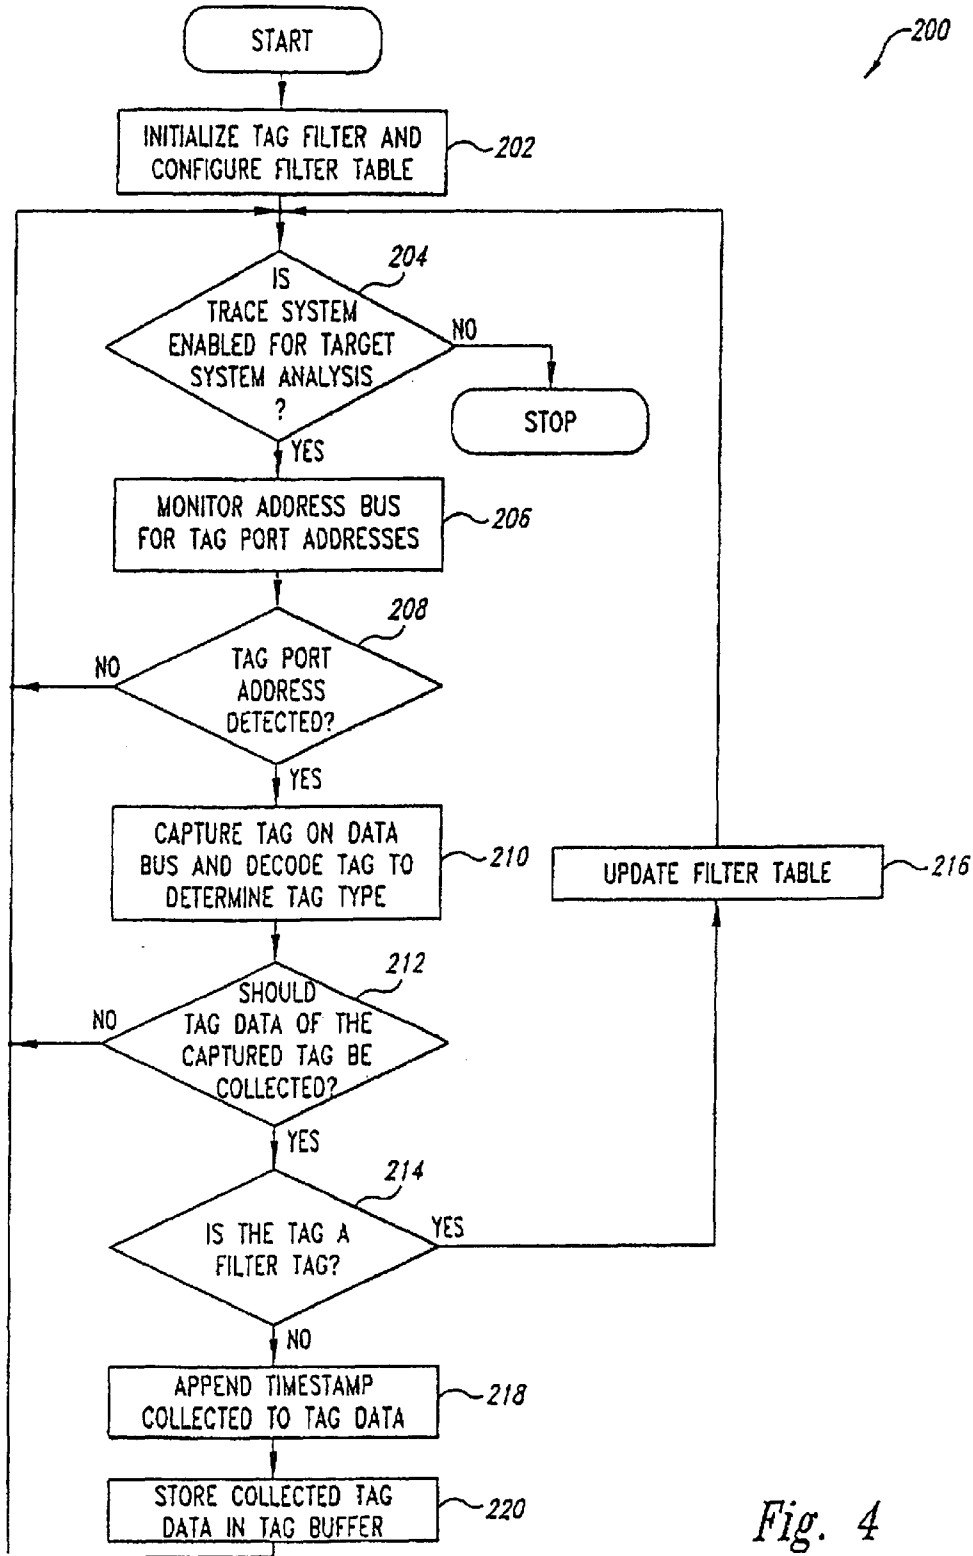 START
200
INITIALIZE TAG FILTER AND
CONFIGURE FILTER TABLE
202
204
IS
TRACE SYSTEM
ENABLED FOR TARGET
SYSTEM ANALYSIS
?
NO
STOP
YES
MONITOR ADDRESS BUS
FOR TAG PORT ADDRESSES
206
208
TAG PORT
ADDRESS
DETECTED?
NO
YES
CAPTURE TAG ON DATA
BUS AND DECODE TAG TO
DETERMINE TAG TYPE
210
UPDATE FILTER TABLE
216
212
SHOULD
TAG DATA OF THE
CAPTURED TAG BE
COLLECTED?
NO
YES
214
IS THE TAG A
FILTER TAG?
YES
NO
APPEND TIMESTAMP
COLLECTED TO TAG DATA
218
STORE COLLECTED TAG
DATA IN TAG BUFFER
220
Fig. 4